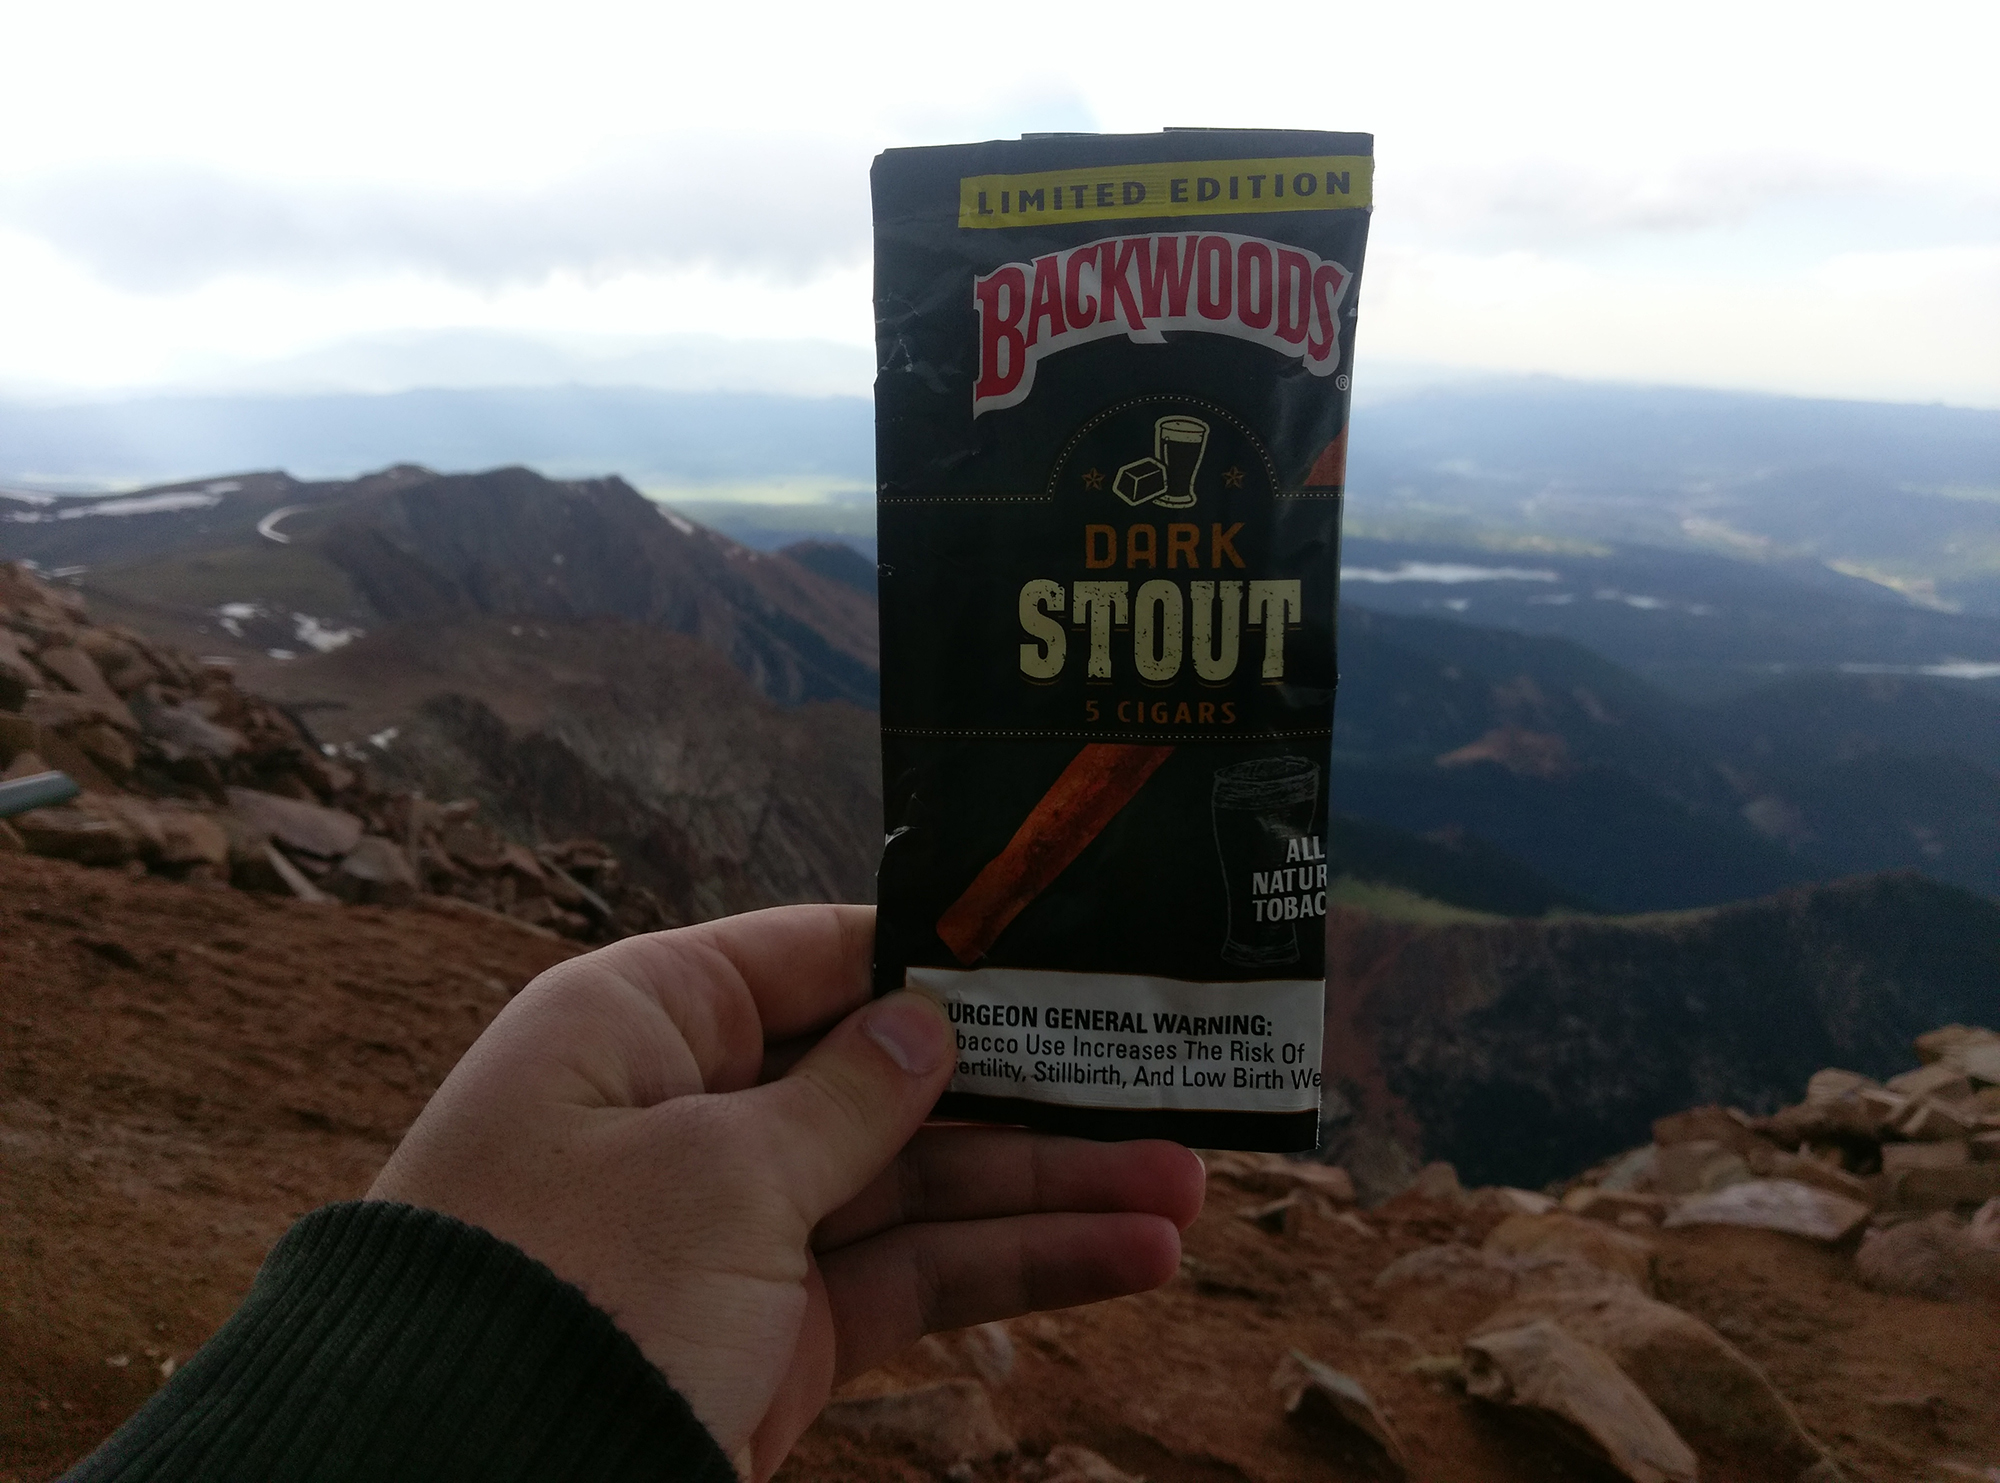 LIMITED EDITION
BACKWOODS®
DARK
STOUT
5 CIGARS
ALL
NATUR
TOBAC
URGEON GENERAL WARNING:
bacco Use Increases The Risk Of
fertility, Stillbirth, And Low Birth We